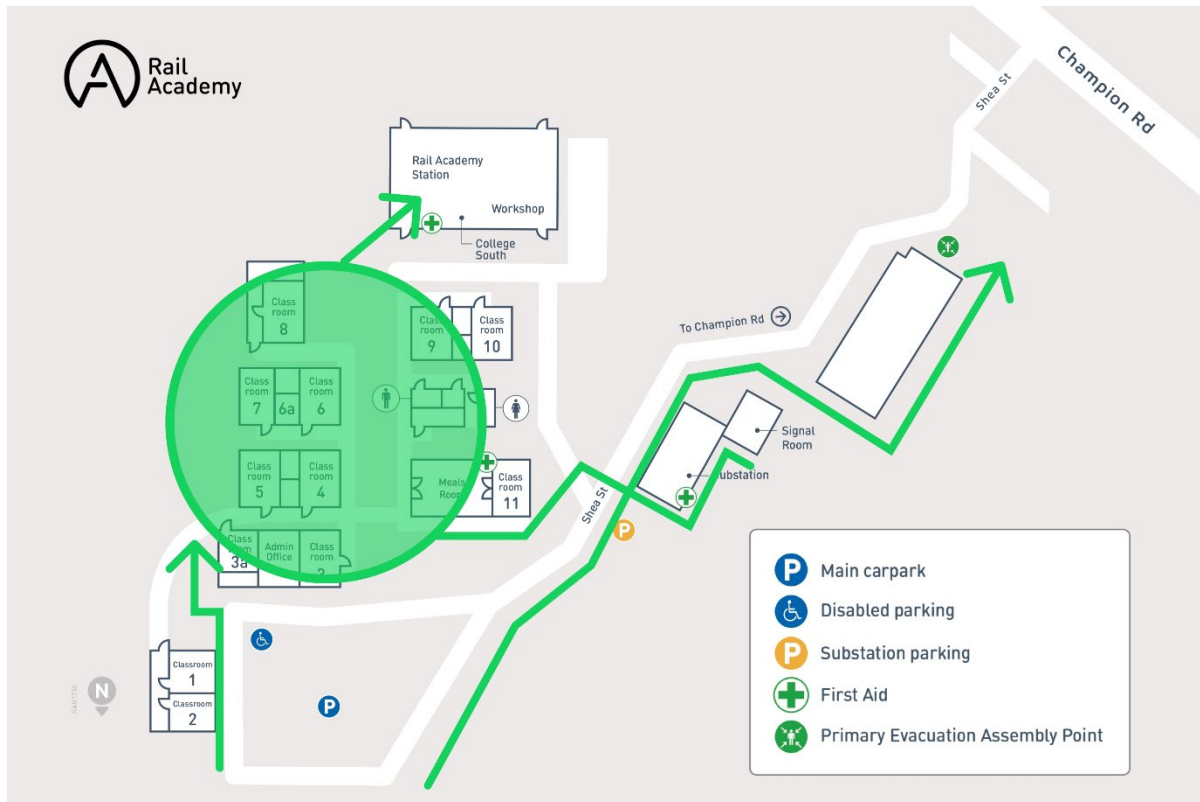 Rail
Academy
Champion Rd
Shea St
Rail Academy
Station
Workshop
College
South
Class
room
8
Class
room
9
Class
room
10
To Champion Rd
Class
room
7
6a
Class
room
6
Signal
Room
Substation
Class
room
5
Class
room
4
Meals
Room
Class
room
11
Shea St
P
Class
room
3a
Admin
Office
Class
room
3
Classroom
1
Classroom
2
N
P
P Main carpark
Disabled parking
P Substation parking
First Aid
Primary Evacuation Assembly Point